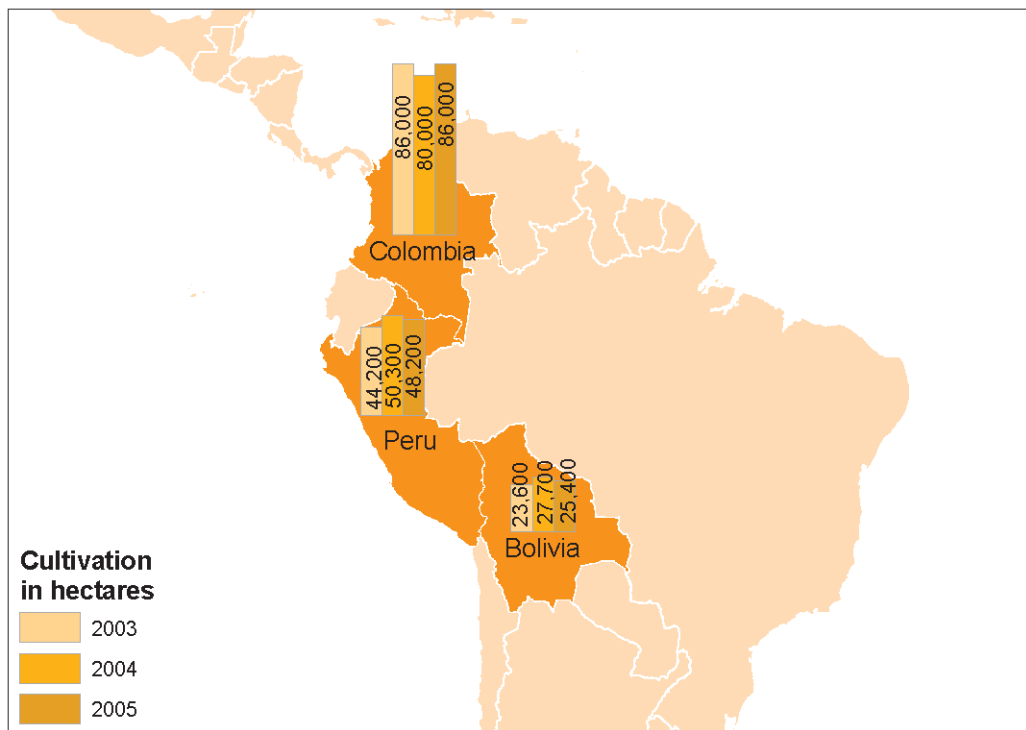 86,000
80,000
86,000
Colombia
44,200
50,300
48,200
Peru
23,600
27,700
25,400
Bolivia
Cultivation
in hectares
2003
2004
2005